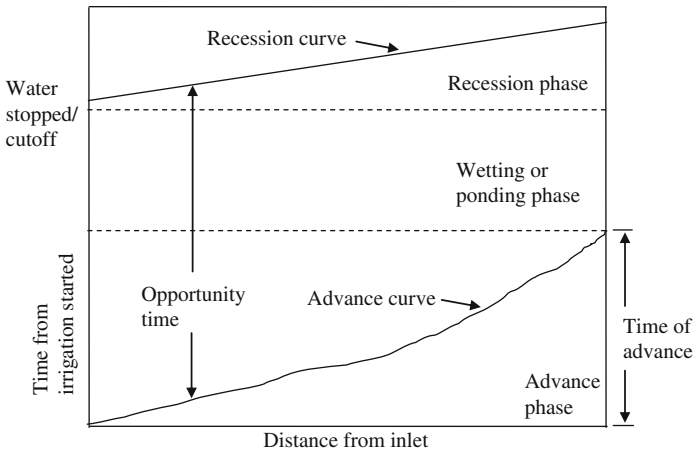 Recession curve
Recession phase
Water
stopped/
cutoff
Wetting or
ponding phase
Time from
irrigation started
Opportunity
time
Advance curve
Time of
advance
Advance
phase
Distance from inlet